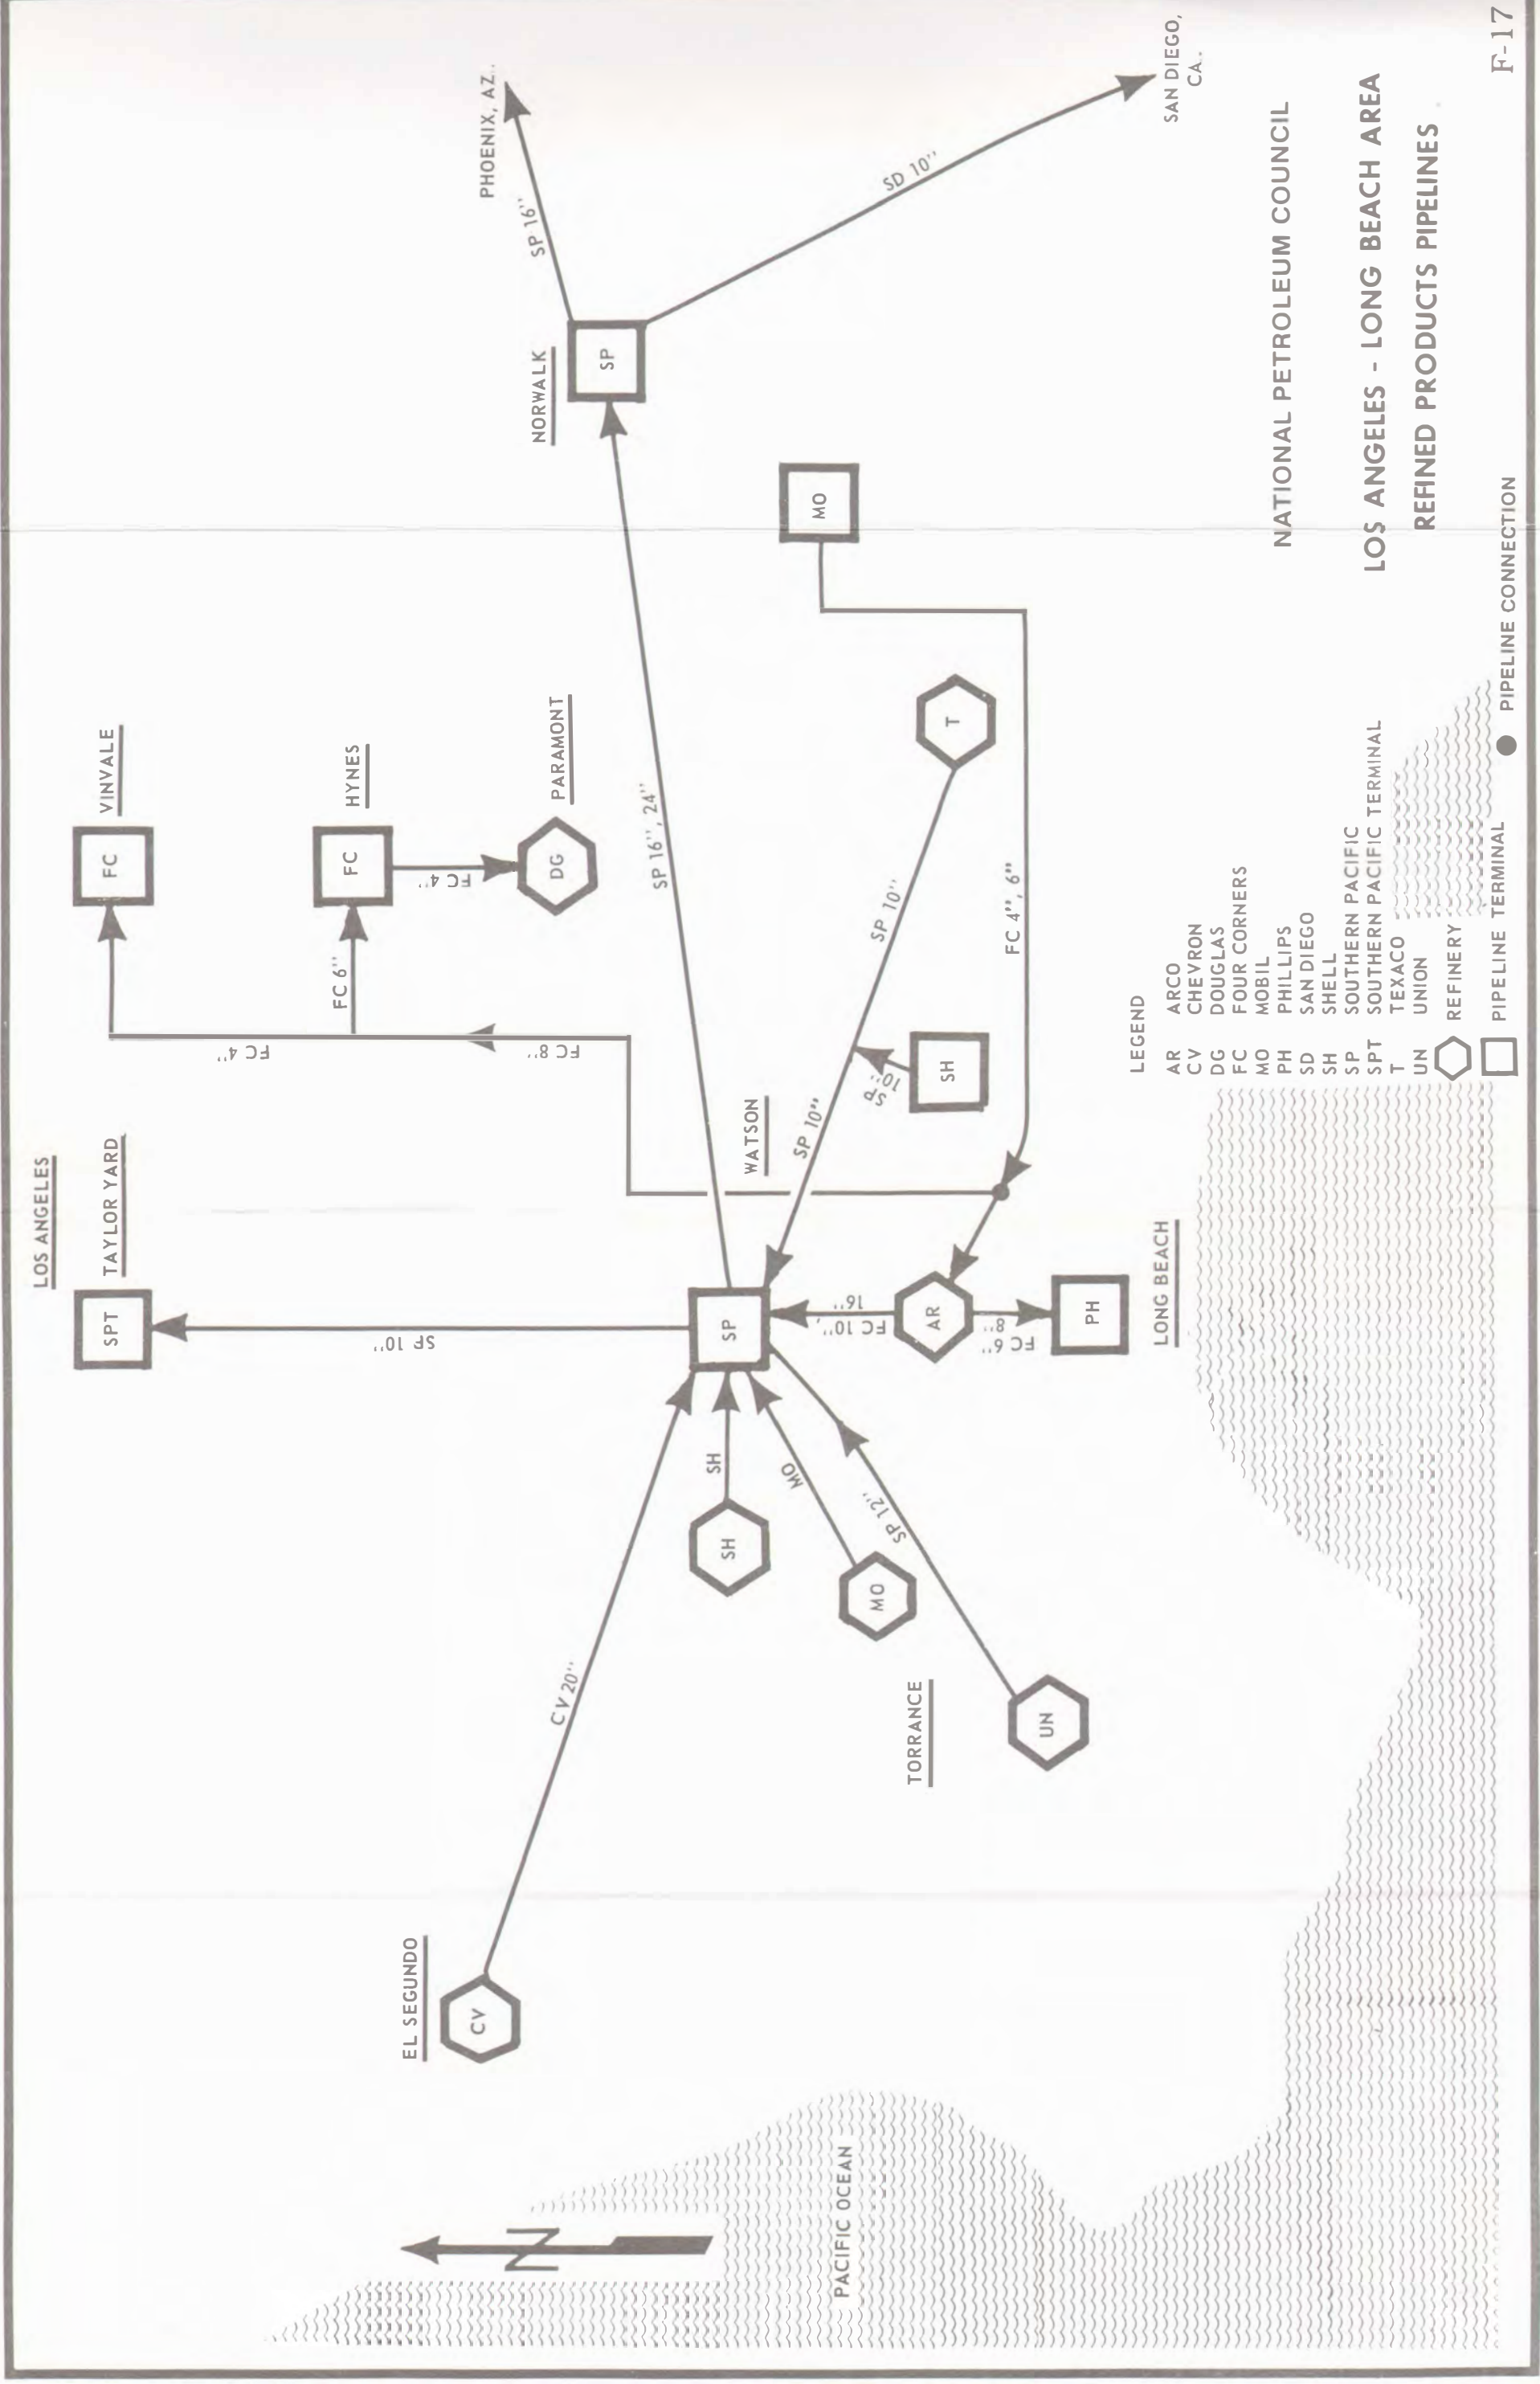 LOS ANGELES
TAYLOR YARD
SPT
SP 10"
VINVALE
FC
FC 4"
HYNES
FC
FC 6"
FC 4"
PARAMONT
DG
FC 8"
EL SEGUNDO
CV
CV 20"
WATSON
SP
SP 16", 24"
NORWALK
SP
SP 16"
PHOENIX, AZ.
SD 10"
SAN DIEGO,
CA.
SH
SH
MO
MO
TORRANCE
SP 12"
UN
FC 10",
16"
AR
FC 6"
8"
PH
LONG BEACH
SP 10"
SP
10"
SH
SP 10"
T
MO
FC 4", 6"
PACIFIC OCEAN
N
LEGEND
AR ARCO
CV CHEVRON
DG DOUGLAS
FC FOUR CORNERS
MO MOBIL
PH PHILLIPS
SD SAN DIEGO
SH SHELL
SP SOUTHERN PACIFIC
SPT SOUTHERN PACIFIC TERMINAL
T TEXACO
UN UNION
REFINERY
PIPELINE TERMINAL
PIPELINE CONNECTION
NATIONAL PETROLEUM COUNCIL
LOS ANGELES - LONG BEACH AREA
REFINED PRODUCTS PIPELINES
F-17